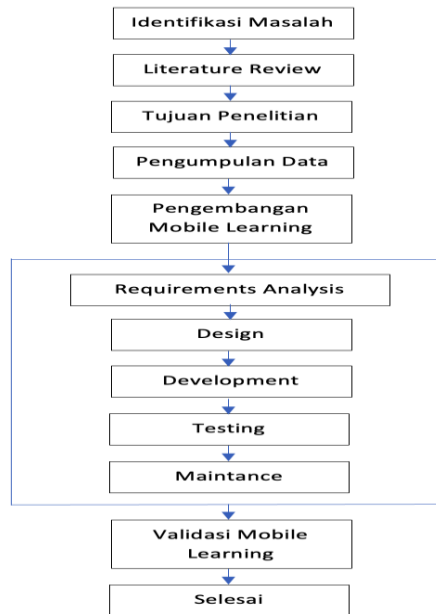 Identifikasi Masalah
Literature Review
Tujuan Penelitian
Pengumpulan Data
Pengembangan
Mobile Learning
Requirements Analysis
Design
Development
Testing
Maintance
Validasi Mobile
Learning
Selesai